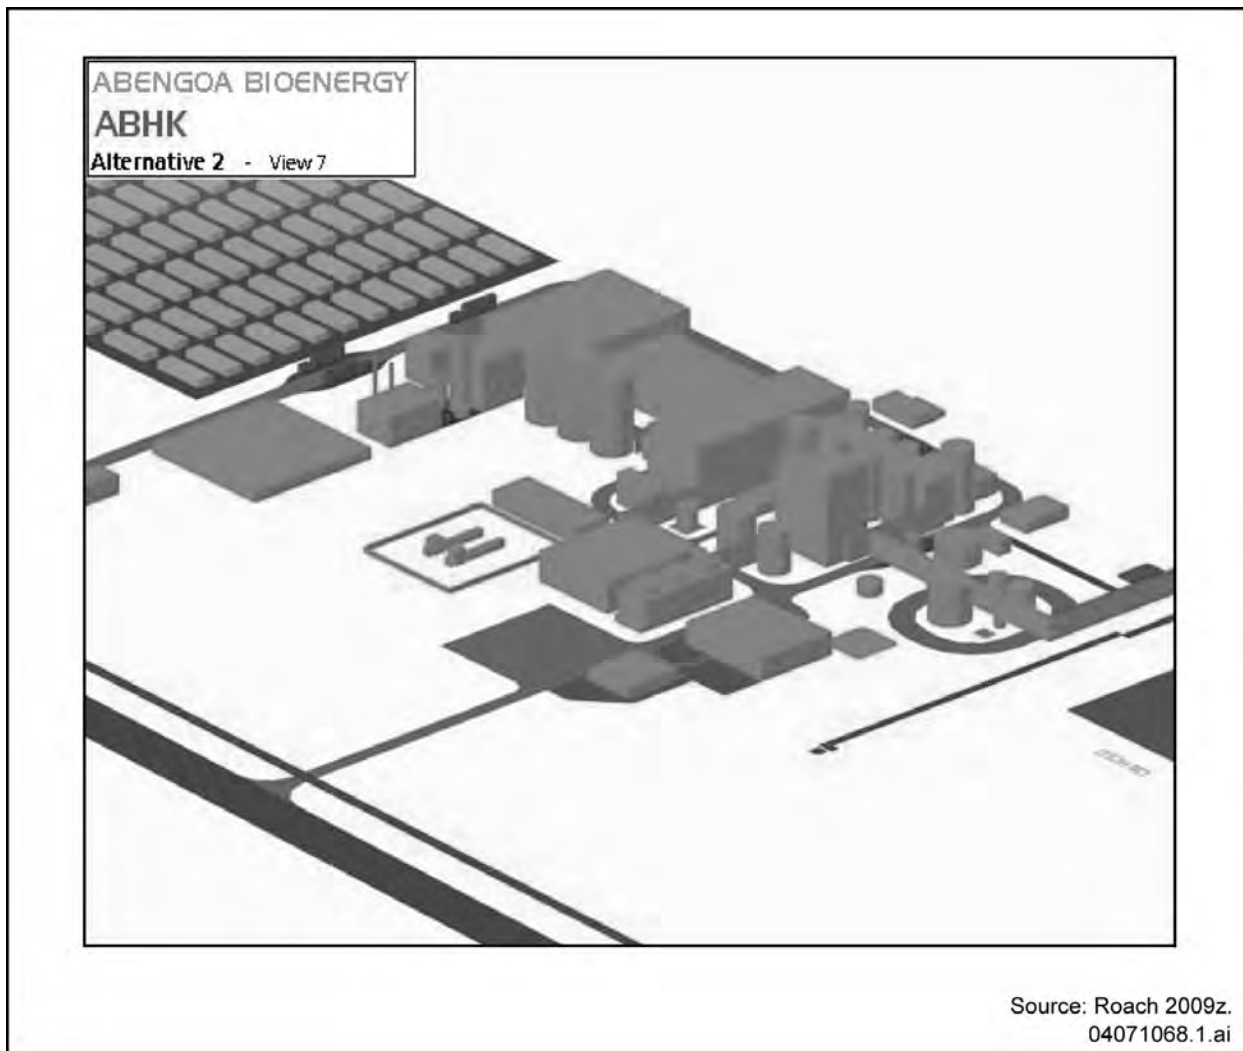 ABENGOA BIOENERGY
ABHK
Alternative 2 - View 7
Source: Roach 2009z.
04071068.1.ai